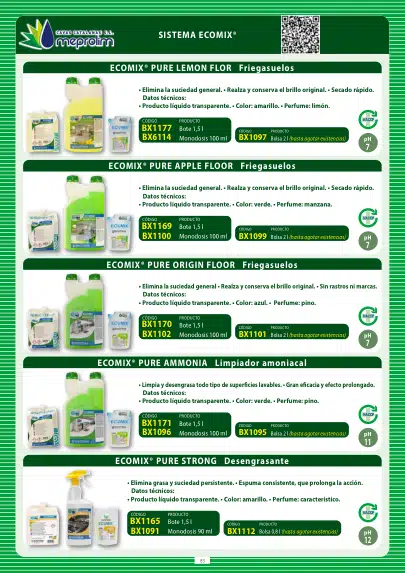 CUYÁS CATALANAS S.L.
meprolim
SISTEMA ECOMIX®
ECOMIX® PURE LEMON FLOR Friegasuelos
• Elimina la suciedad general. • Realza y conserva el brillo original. • Secado rápido.
Datos técnicos:
• Producto líquido transparente. • Color: amarillo. • Perfume: limón.
CÓDIGO PRODUCTO
BX1177 Bote 1,5 l
BX6114 Monodosis 100 ml
CÓDIGO PRODUCTO
BX1097 Bolsa 2 l (hasta agotar existencias)
pH
7
ECOMIX® PURE APPLE FLOOR Friegasuelos
• Elimina la suciedad general. • Realza y conserva el brillo original. • Secado rápido.
Datos técnicos:
• Producto líquido transparente. • Color: verde. • Perfume: manzana.
CÓDIGO PRODUCTO
BX1169 Bote 1,5 l
BX1100 Monodosis 100 ml
CÓDIGO PRODUCTO
BX1099 Bolsa 2 l (hasta agotar existencias)
pH
7
ECOMIX® PURE ORIGIN FLOOR Friegasuelos
• Elimina la suciedad general • Realza y conserva el brillo original. • Sin rastros ni marcas.
Datos técnicos:
• Producto líquido transparente. • Color: azul. • Perfume: pino.
CÓDIGO PRODUCTO
BX1170 Bote 1,5 l
BX1102 Monodosis 100 ml
CÓDIGO PRODUCTO
BX1101 Bolsa 2 l (hasta agotar existencias)
pH
7
ECOMIX® PURE AMMONIA Limpiador amoniacal
• Limpia y desengrasa todo tipo de superficies lavables. • Gran eficacia y efecto prolongado.
Datos técnicos:
• Producto líquido transparente. • Color: verde. • Perfume: pino.
CÓDIGO PRODUCTO
BX1171 Bote 1,5 l
BX1096 Monodosis 100 ml
CÓDIGO PRODUCTO
BX1095 Bolsa 2 l (hasta agotar existencias)
pH
11
ECOMIX® PURE STRONG Desengrasante
• Elimina grasa y suciedad persistente. • Espuma consistente, que prolonga la acción.
Datos técnicos:
• Producto líquido transparente. • Color: amarillo. • Perfume: característico.
CÓDIGO PRODUCTO
BX1165 Bote 1,5 l
BX1091 Monodosis 90 ml
CÓDIGO PRODUCTO
BX1112 Bolsa 0,8 l (hasta agotar existencias)
pH
12